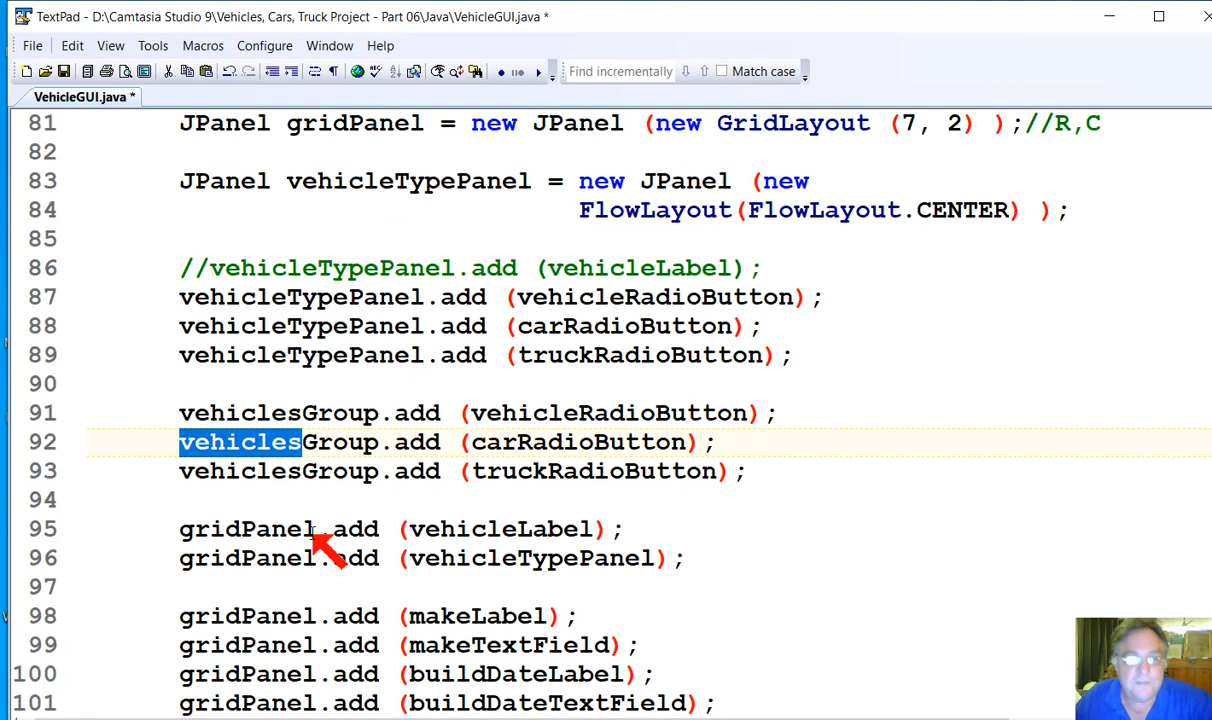 TextPad - D:\Camtasia Studio 9\Vehicles, Cars, Truck Project - Part 06\Java\VehicleGUI.java *
File Edit View Tools Macros Configure Window Help
Find incrementally Match case
VehicleGUI.java *
81 JPanel gridPanel = new JPanel (new GridLayout (7, 2) );//R,C
82
83 JPanel vehicleTypePanel = new JPanel (new
84 FlowLayout(FlowLayout.CENTER) );
85
86 //vehicleTypePanel.add (vehicleLabel);
87 vehicleTypePanel.add (vehicleRadioButton);
88 vehicleTypePanel.add (carRadioButton);
89 vehicleTypePanel.add (truckRadioButton);
90
91 vehiclesGroup.add (vehicleRadioButton);
92 vehiclesGroup.add (carRadioButton);
93 vehiclesGroup.add (truckRadioButton);
94
95 gridPanel.add (vehicleLabel);
96 gridPanel.add (vehicleTypePanel);
97
98 gridPanel.add (makeLabel);
99 gridPanel.add (makeTextField);
100 gridPanel.add (buildDateLabel);
101 gridPanel.add (buildDateTextField);